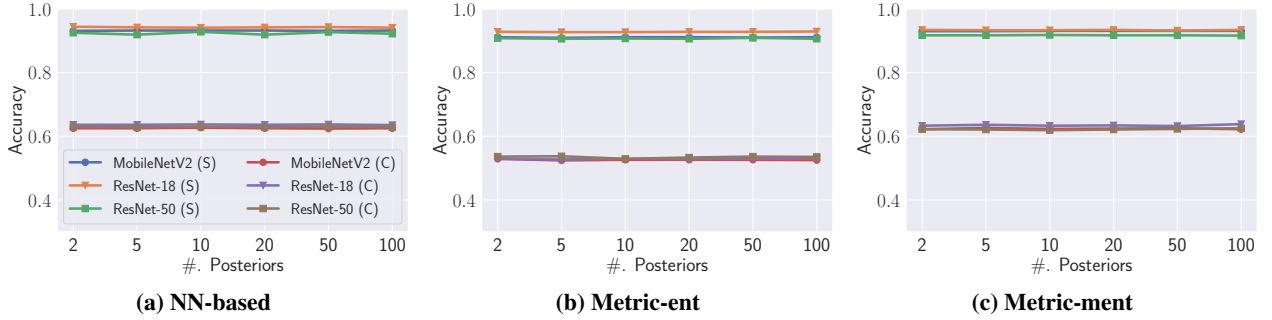 1.0
0.8
0.6
0.4
Accuracy
MobileNetV2 (S)
ResNet-18 (S)
ResNet-50 (S)
MobileNetV2 (C)
ResNet-18 (C)
ResNet-50 (C)
2 5 10 20 50 100
#. Posteriors
(a) NN-based
1.0
0.8
0.6
0.4
Accuracy
2 5 10 20 50 100
#. Posteriors
(b) Metric-ent
1.0
0.8
0.6
0.4
Accuracy
2 5 10 20 50 100
#. Posteriors
(c) Metric-ment